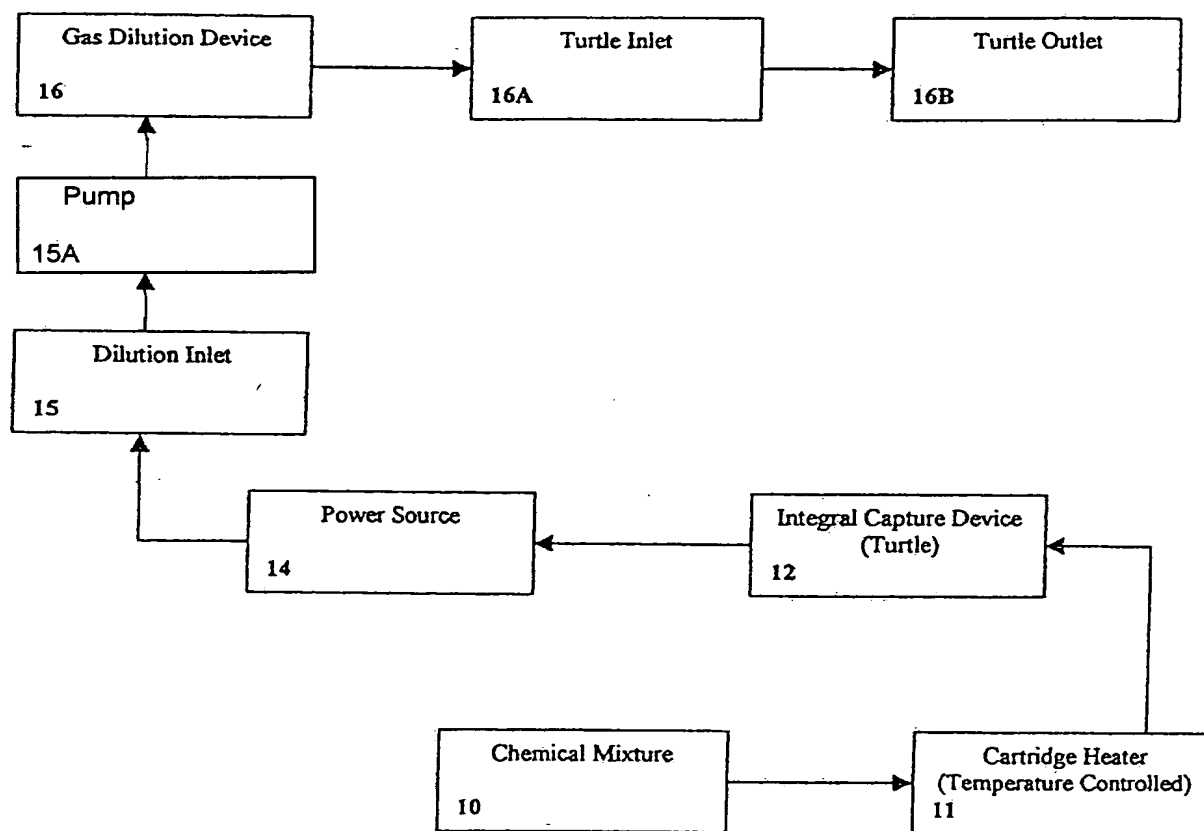 Gas Dilution Device
16
Turtle Inlet
16A
Turtle Outlet
16B
Pump
15A
Dilution Inlet
15
Power Source
14
Integral Capture Device
(Turtle)
12
Chemical Mixture
10
Cartridge Heater
(Temperature Controlled)
11